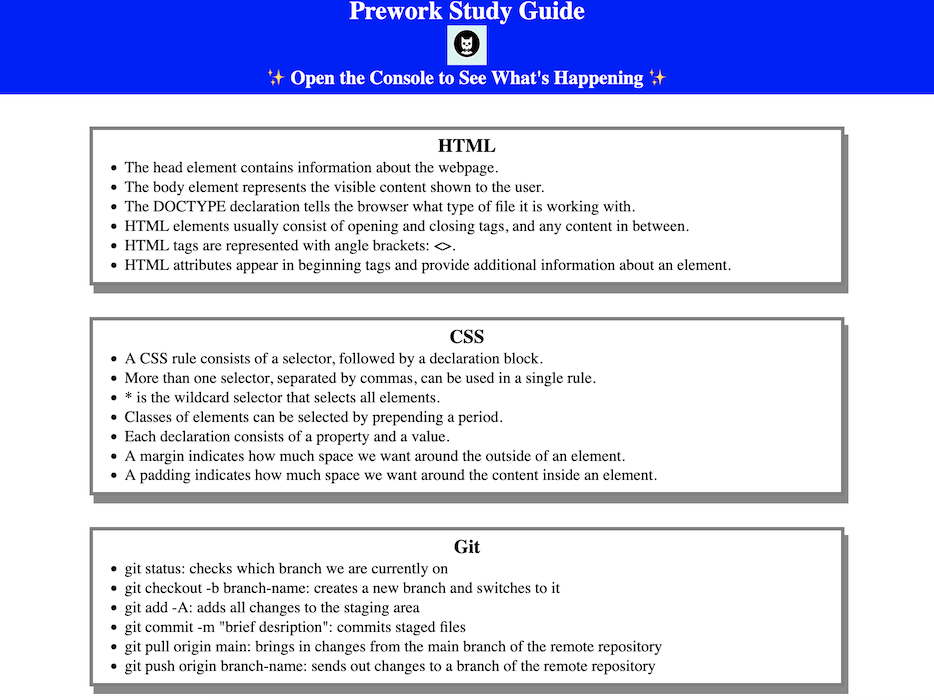 Prework Study Guide
✨ Open the Console to See What's Happening ✨
HTML
• The head element contains information about the webpage.
• The body element represents the visible content shown to the user.
• The DOCTYPE declaration tells the browser what type of file it is working with.
• HTML elements usually consist of opening and closing tags, and any content in between.
• HTML tags are represented with angle brackets: <>.
• HTML attributes appear in beginning tags and provide additional information about an element.
CSS
• A CSS rule consists of a selector, followed by a declaration block.
• More than one selector, separated by commas, can be used in a single rule.
• * is the wildcard selector that selects all elements.
• Classes of elements can be selected by prepending a period.
• Each declaration consists of a property and a value.
• A margin indicates how much space we want around the outside of an element.
• A padding indicates how much space we want around the content inside an element.
Git
• git status: checks which branch we are currently on
• git checkout -b branch-name: creates a new branch and switches to it
• git add -A: adds all changes to the staging area
• git commit -m "brief desription": commits staged files
• git pull origin main: brings in changes from the main branch of the remote repository
• git push origin branch-name: sends out changes to a branch of the remote repository